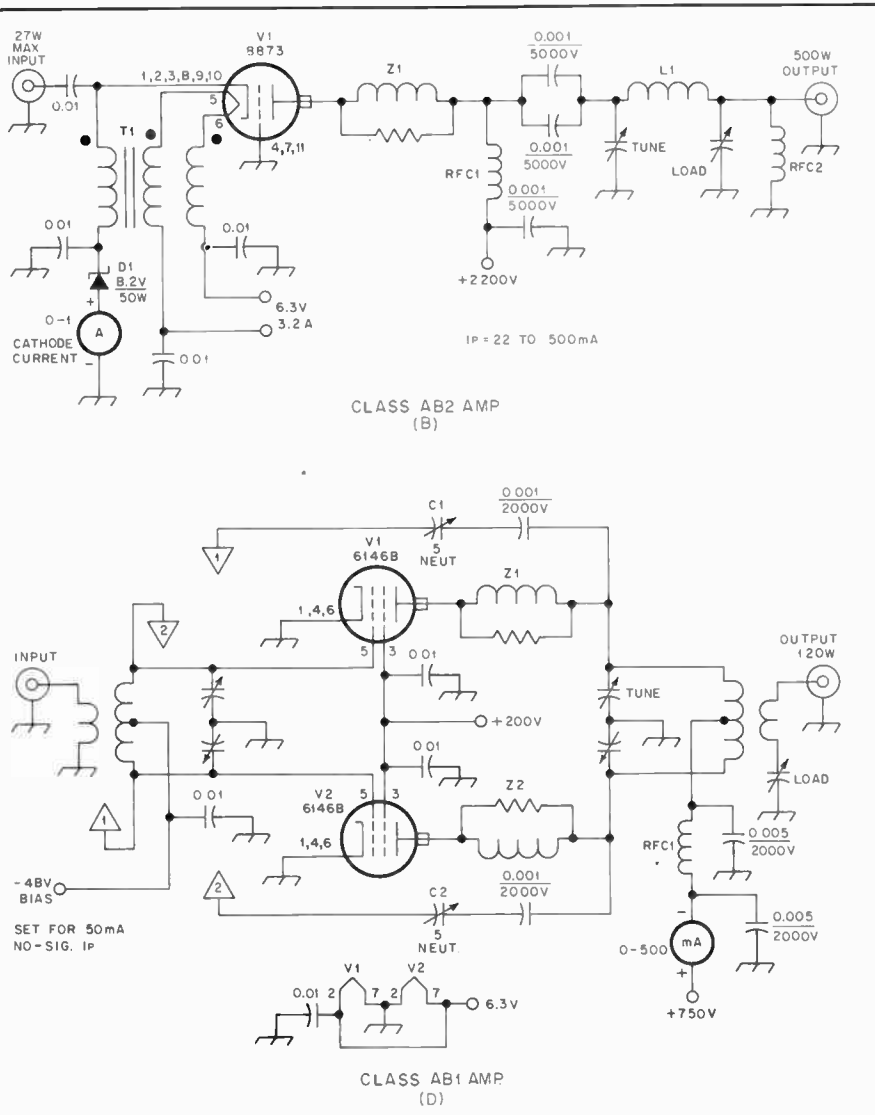 27W
MAX
INPUT
0.01
V1
8873
1,2,3,8,9,10
5
6
4,7,11
T1
0.01
0.01
D1
8.2V
50W
+
0-1
A
CATHODE
CURRENT
-
0.01
6.3V
3.2A
Z1
0.001
5000V
0.001
5000V
RFC1
0.001
5000V
+2200V
TUNE
L1
LOAD
500W
OUTPUT
RFC2
IP = 22 TO 500mA
CLASS AB2 AMP
(B)
1
C1
5
NEUT
0.001
2000V
V1
6146B
1,4,6
5
3
Z1
2
INPUT
0.01
+200V
0.01
TUNE
OUTPUT
120W
LOAD
1
0.01
V2
6146B
5
3
1,4,6
Z2
2
C2
5
NEUT.
0.001
2000V
-48V
BIAS
SET FOR 50mA
NO-SIG. IP
RFC1
0.005
2000V
-
0-500
mA
+
0.005
2000V
+750V
V1
V2
0.01
2
7
2
7
6.3V
CLASS AB1 AMP.
(D)